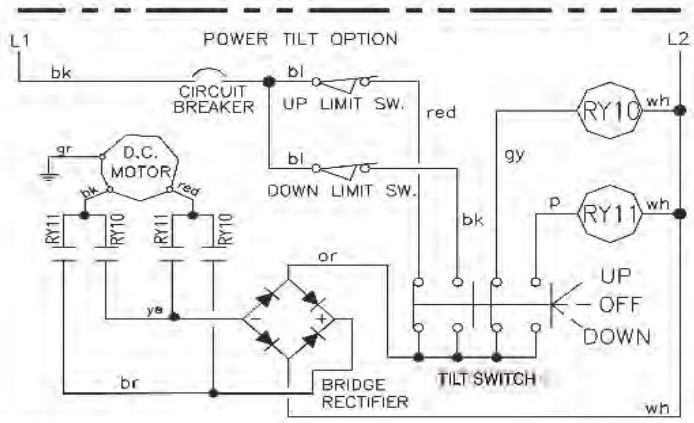 L1
POWER TILT OPTION
L2
bk
CIRCUIT
BREAKER
bl
UP LIMIT SW.
red
RY10
wh
gr
D.C.
MOTOR
bl
DOWN LIMIT SW.
gy
bk
red
bk
p
RY11
wh
RY11
RY10
RY11
RY10
or
UP
OFF
DOWN
ye
-
+
br
BRIDGE
RECTIFIER
TILT SWITCH
wh